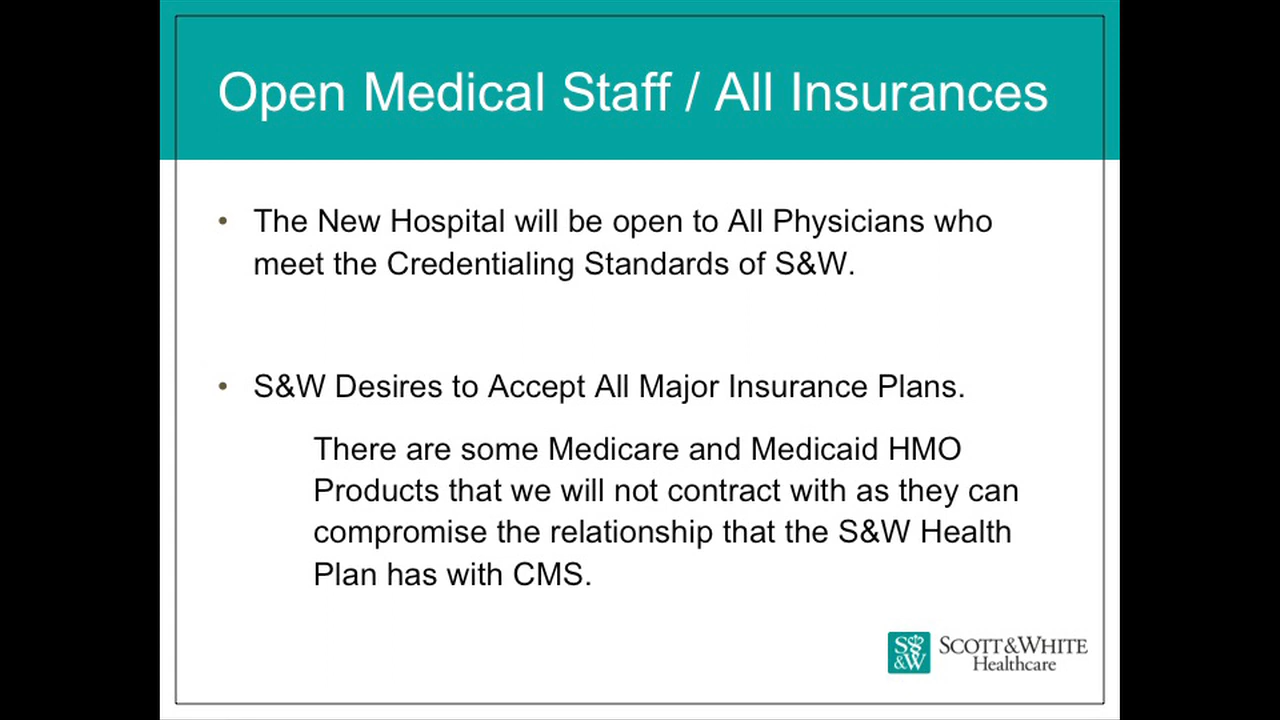 Open Medical Staff / All Insurances
• The New Hospital will be open to All Physicians who
meet the Credentialing Standards of S&W.
• S&W Desires to Accept All Major Insurance Plans.
There are some Medicare and Medicaid HMO
Products that we will not contract with as they can
compromise the relationship that the S&W Health
Plan has with CMS.
S&W
SCOTT&WHITE
Healthcare